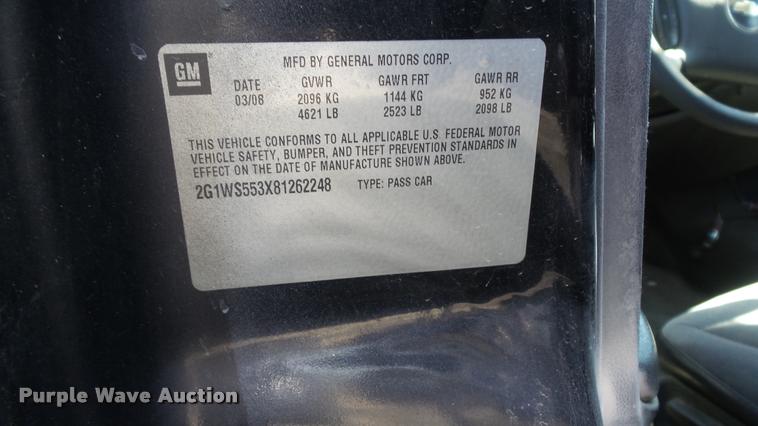 GM
MFD BY GENERAL MOTORS CORP.
DATE GVWR GAWR FRT GAWR RR
03/08 2096 KG 1144 KG 952 KG
4621 LB 2523 LB 2098 LB
THIS VEHICLE CONFORMS TO ALL APPLICABLE U.S. FEDERAL MOTOR
VEHICLE SAFETY, BUMPER, AND THEFT PREVENTION STANDARDS IN
EFFECT ON THE DATE OF MANUFACTURE SHOWN ABOVE.
2G1WS553X81262248 TYPE: PASS CAR
Purple Wave Auction®